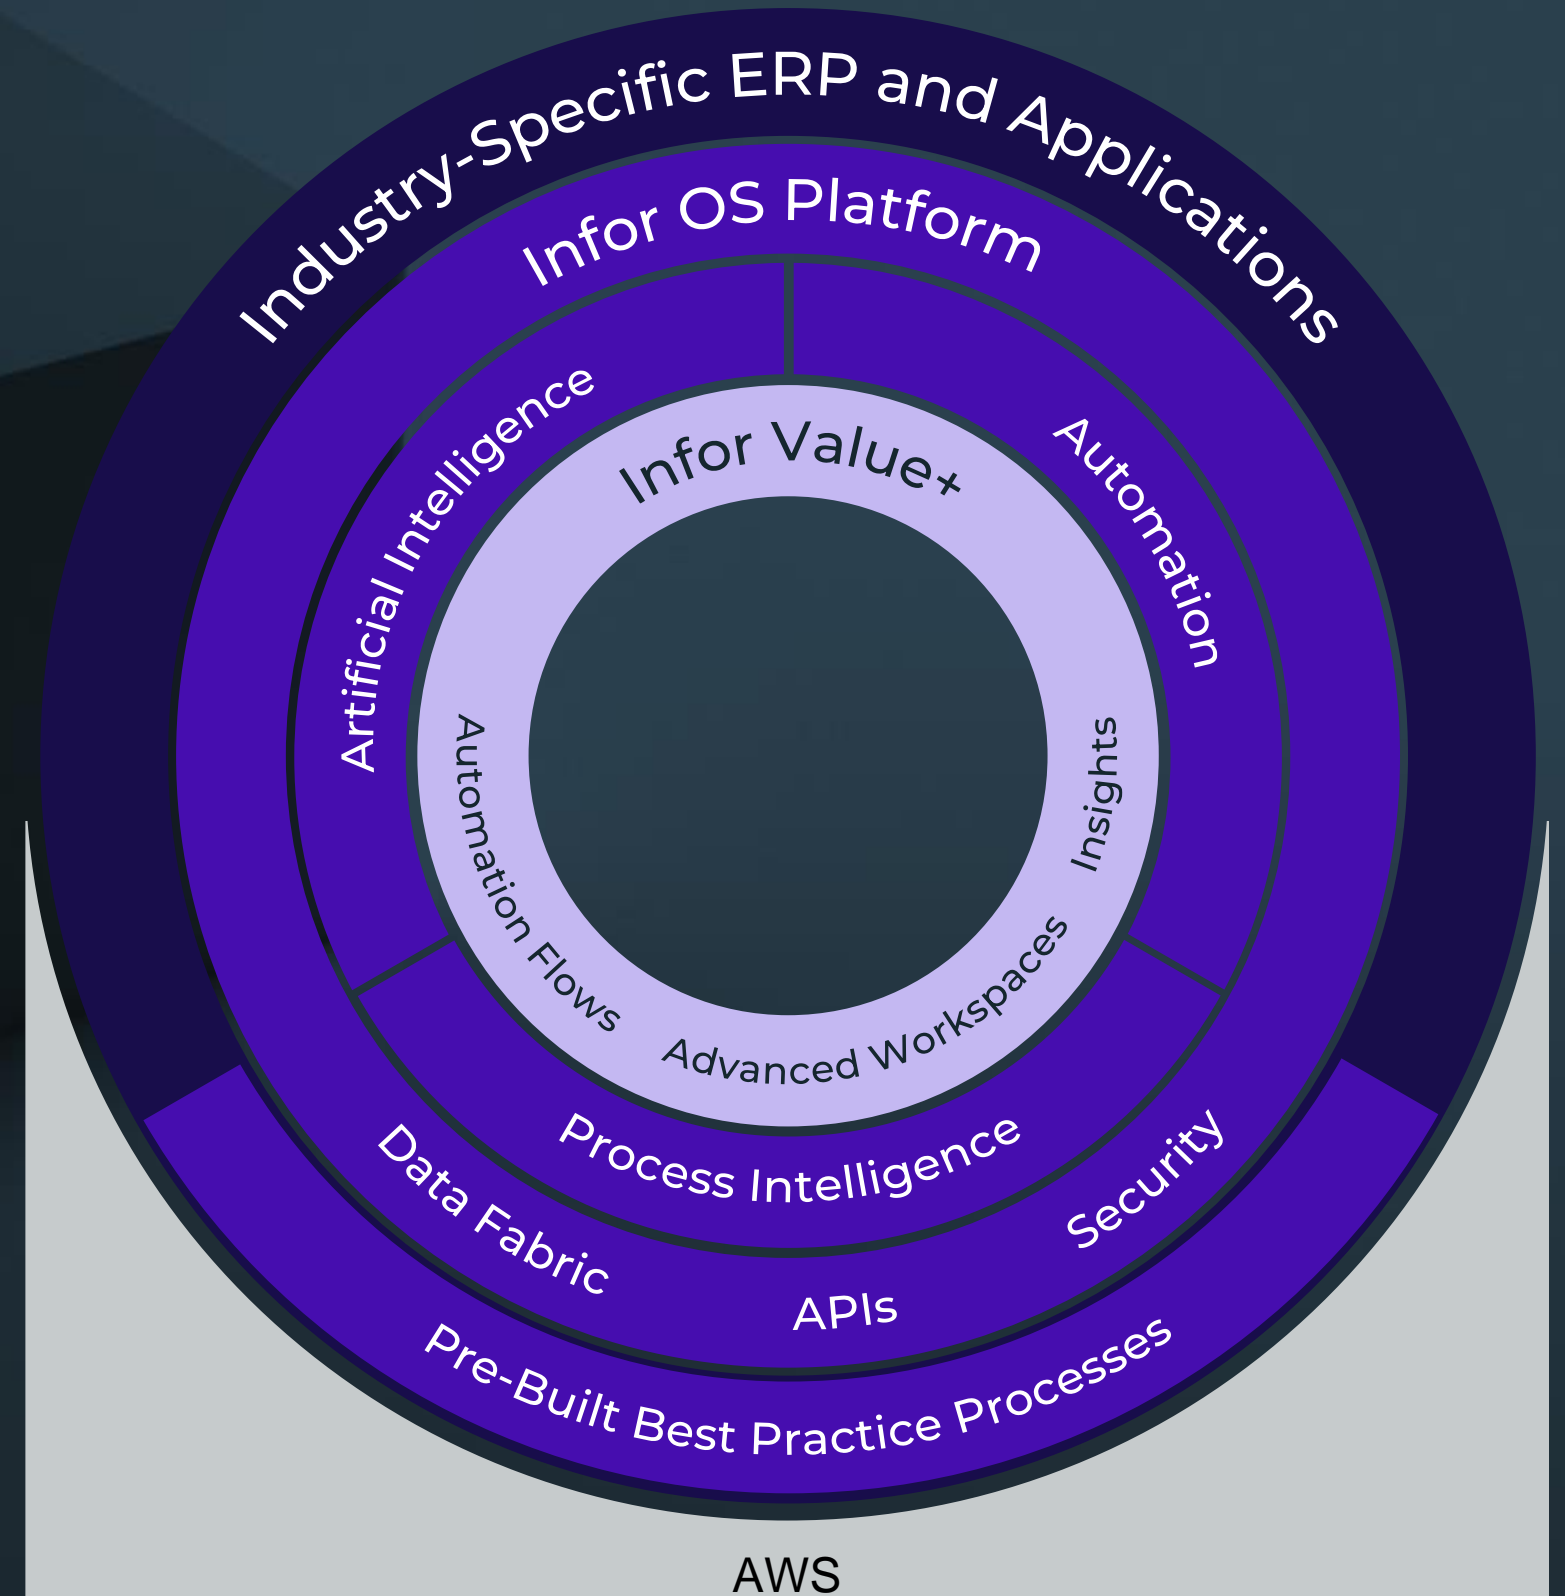 Industry-Specific ERP and Applications
Infor OS Platform
Artificial Intelligence
Automation
Infor Value+
Automation Flows
Advanced Workspaces
Insights
Process Intelligence
Data Fabric
APIs
Security
Pre-Built Best Practice Processes
AWS